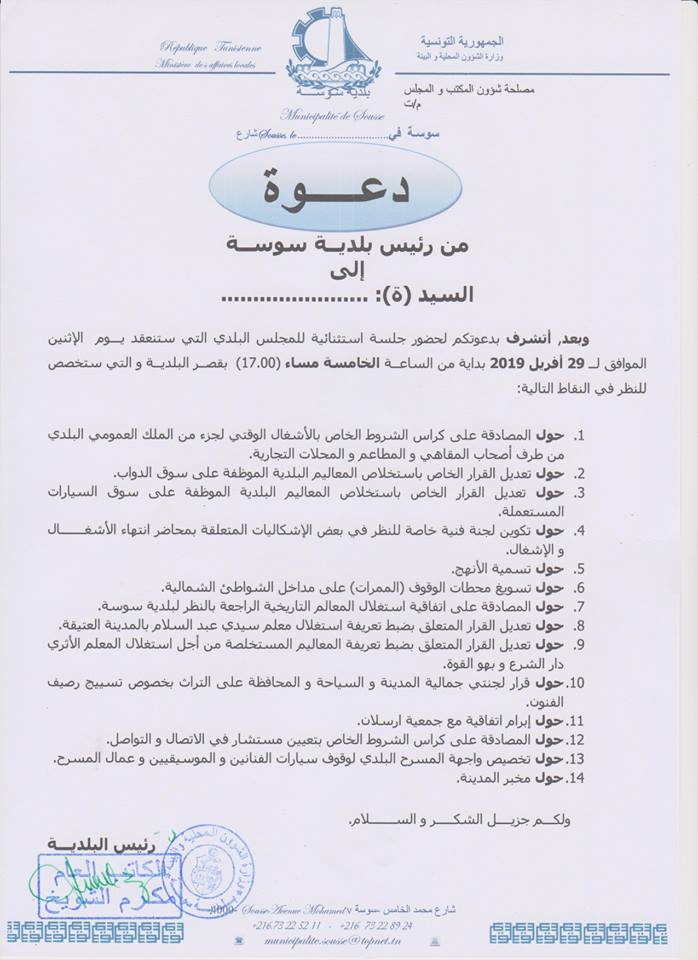 الجمهورية التونسية
وزارة الشؤون المحلية و البيئة
Republique Tunisienne
Ministère des affaires locales
بلدية سوسة
Municipalité de Sousse
مصلحة شؤون المكتب و المجلس
م/ت
سوسة في................................Sousse, le شارع
دعـــوة
من رئيس بلديـة سوسـة
إلى
السيد (ة): .......................
وبعد, أتشرف بدعوتكم لحضور جلسة استثنائية للمجلس البلدي التي ستنعقد يـوم الإثنين
الموافق لـ 29 أفريل 2019 بداية من الساعـة الخامسة مساء (17.00) بقصر البلديـة و التي ستخصص
للنظر في النقاط التالية:
1. حول المصادقة على كراس الشروط الخاص بالأشغال الوقتي لجزء من الملك العمومي البلدي
من طرف أصحاب المقاهي و المطاعم و المحلات التجارية.
2. حول تعديل القرار الخاص باستخلاص المعاليم البلدية الموظفة على سوق الدواب.
3. حول تعديل القرار الخاص باستخلاص المعاليم البلدية الموظفة على سوق السيارات
المستعملة.
4. حول تكوين لجنة فنية خاصة للنظر في بعض الإشكاليات المتعلقة بمحاضر انتهاء الأشغـــال
و الإشغال.
5. حول تسمية الأنهج.
6. حول تسويغ محطات الوقوف (الممرات) على مداخل الشواطئ الشمالية.
7. حول المصادقة على اتفاقية استغلال المعالم التاريخية الراجعة بالنظر لبلدية سوسة.
8. حول تعديل القرار المتعلق بضبط تعريفة استغلال معلم سيدي عبد السلام بالمدينة العتيقة.
9. حول تعديل القرار المتعلق بضبط تعريفة المعاليم المستخلصة من أجل استغلال المعلم الأثري
دار الشرع و بهو القوة.
10. حول قرار لجنتي جمالية المدينة و السياحة و المحافظة على التراث بخصوص تسييج رصيف
الفنون.
11. حول إبرام اتفاقية مع جمعية ارسلان.
12. حول المصادقة على كراس الشروط الخاص بتعيين مستشار في الاتصال و التواصل.
13. حول تخصيص واجهة المسرح البلدي لوقوف سيارات الفنانين و الموسيقيين و عمال المسرح.
14. حول مخبر المدينة.
ولكـم جزيـل الشكـر و الســـلام.
رئيس البلديـة
الكاتب العام
مكرم الشويخ
شارع محمد الخامس -سوسة 4000- Sousse Avenue Mohamed V
+216 73 22 52 11 - +216 73 22 89 24
municipalite.sousse@topnet.tn